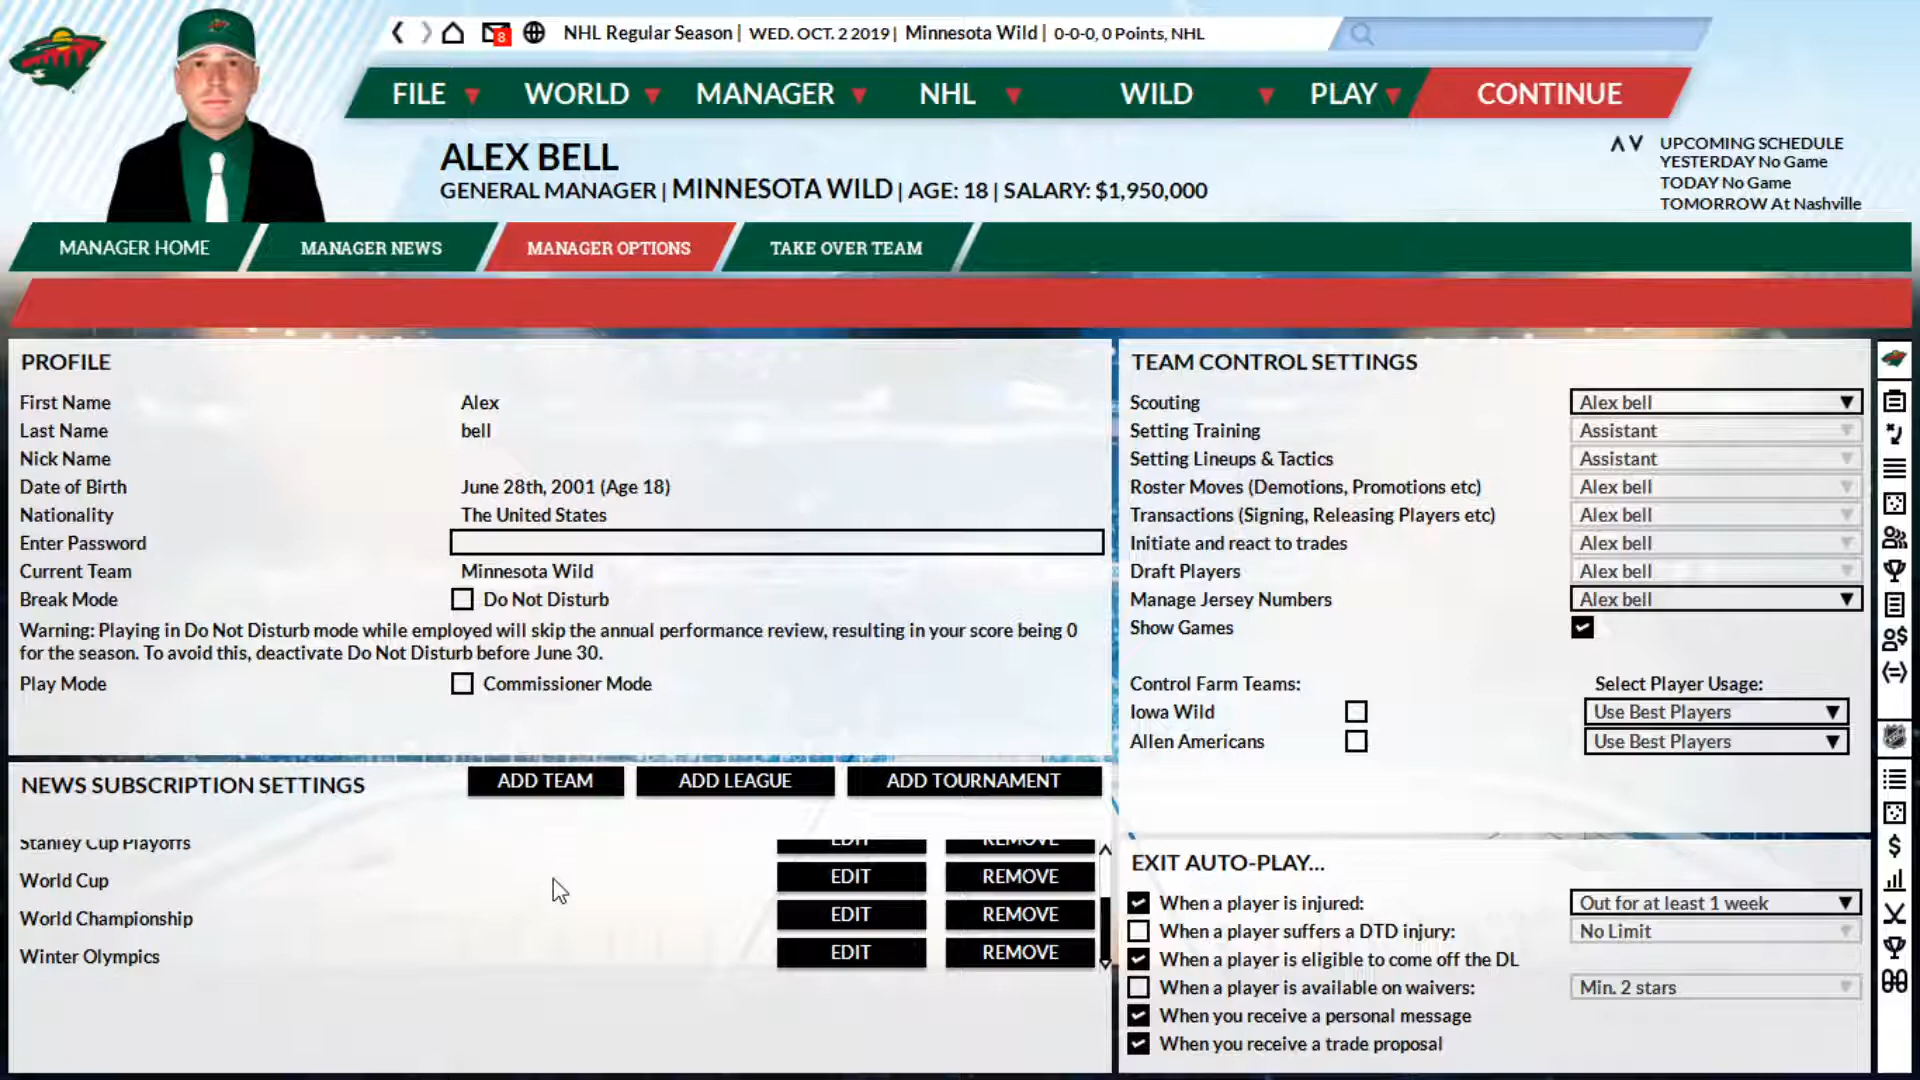 8
NHL Regular Season | WED. OCT. 2 2019 | Minnesota Wild | 0-0-0, 0 Points, NHL
FILE WORLD MANAGER NHL WILD PLAY CONTINUE
ALEX BELL
GENERAL MANAGER | MINNESOTA WILD | AGE: 18 | SALARY: $1,950,000
UPCOMING SCHEDULE
YESTERDAY No Game
TODAY No Game
TOMORROW At Nashville
MANAGER HOME MANAGER NEWS MANAGER OPTIONS TAKE OVER TEAM
PROFILE
First Name Alex
Last Name bell
Nick Name
Date of Birth June 28th, 2001 (Age 18)
Nationality The United States
Enter Password
Current Team Minnesota Wild
Break Mode Do Not Disturb
Warning: Playing in Do Not Disturb mode while employed will skip the annual performance review, resulting in your score being 0
for the season. To avoid this, deactivate Do Not Disturb before June 30.
Play Mode Commissioner Mode
TEAM CONTROL SETTINGS
Scouting Alex bell
Setting Training Assistant
Setting Lineups & Tactics Assistant
Roster Moves (Demotions, Promotions etc) Alex bell
Transactions (Signing, Releasing Players etc) Alex bell
Initiate and react to trades Alex bell
Draft Players Alex bell
Manage Jersey Numbers Alex bell
Show Games
Control Farm Teams: Select Player Usage:
Iowa Wild Use Best Players
Allen Americans Use Best Players
NEWS SUBSCRIPTION SETTINGS ADD TEAM ADD LEAGUE ADD TOURNAMENT
Stanley Cup Playoffs EDIT REMOVE
World Cup EDIT REMOVE
World Championship EDIT REMOVE
Winter Olympics EDIT REMOVE
EXIT AUTO-PLAY...
When a player is injured: Out for at least 1 week
When a player suffers a DTD injury: No Limit
When a player is eligible to come off the DL
When a player is available on waivers: Min. 2 stars
When you receive a personal message
When you receive a trade proposal